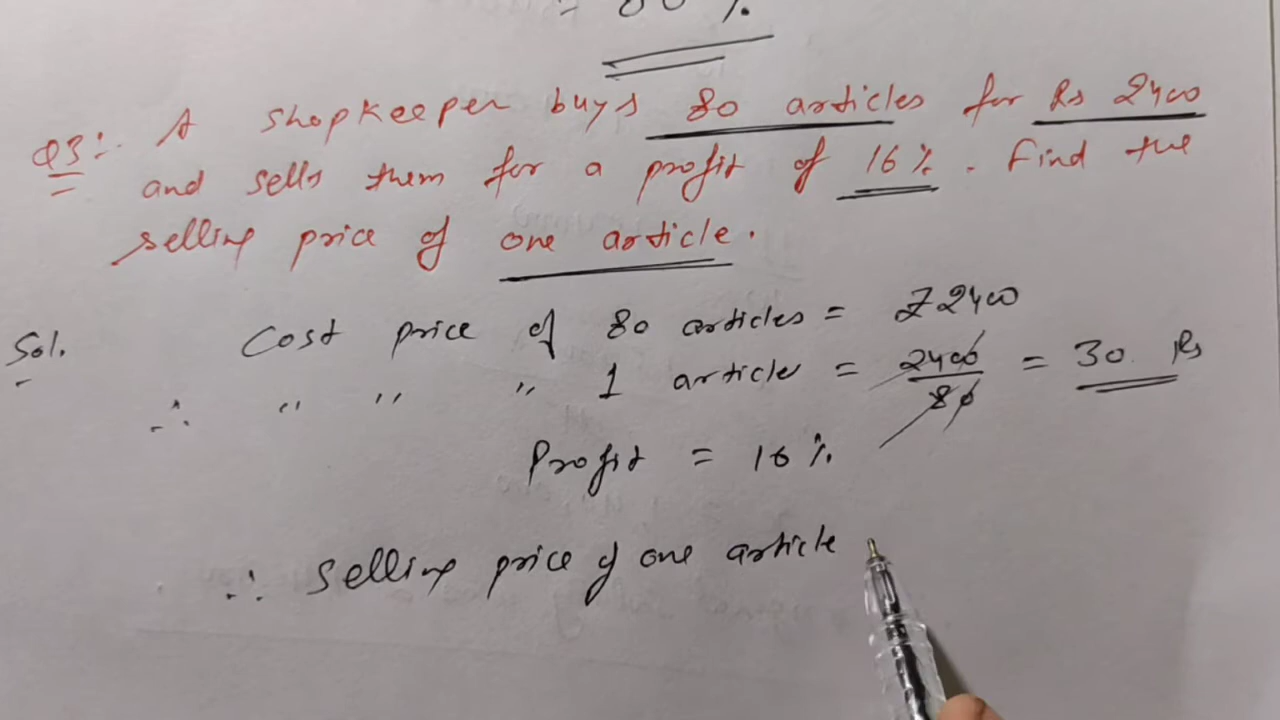 = 80 %
Q3:. A shopkeeper buys 80 articles for Rs 2400
and sells them for a profit of 16%. Find the
selling price of one article.
Sol. Cost price of 80 articles = ₹2400
∴ " " " 1 article = 2400/80 = 30 Rs
Profit = 16%
∴ Selling price of one article